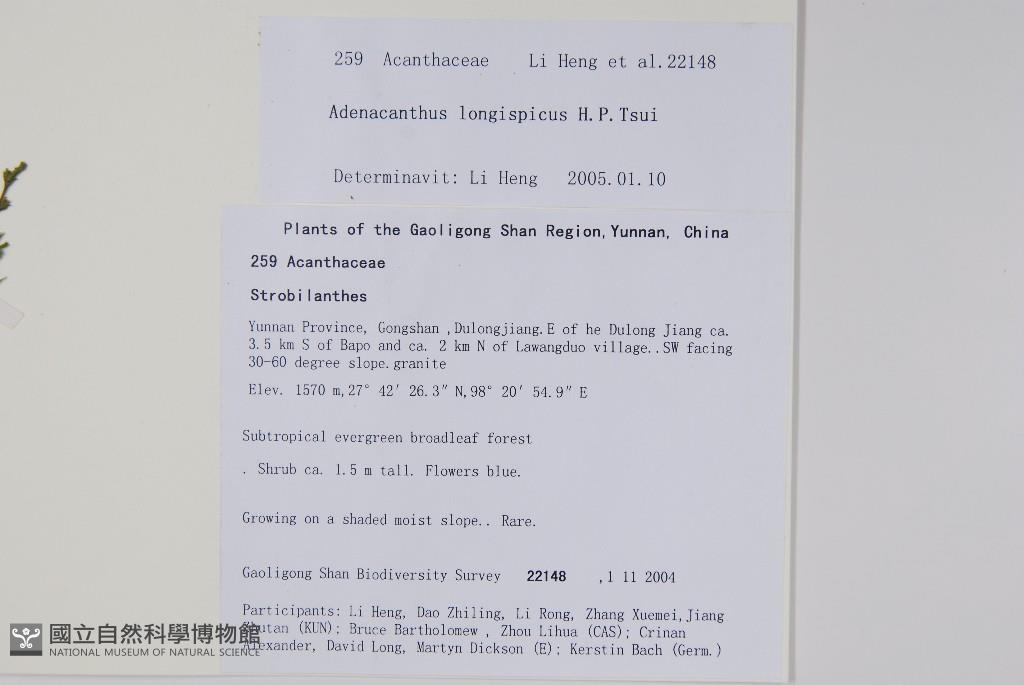 259 Acanthaceae Li Heng et al.22148
Adenacanthus longispicus H.P.Tsui
Determinavit: Li Heng 2005.01.10
Plants of the Gaoligong Shan Region,Yunnan, China
259 Acanthaceae
Strobilanthes
Yunnan Province, Gongshan ,Dulongjiang.E of he Dulong Jiang ca.
3.5 km S of Bapo and ca. 2 km N of Lawangduo village..SW facing
30-60 degree slope.granite
Elev. 1570 m,27° 42′ 26.3″ N,98° 20′ 54.9″ E
Subtropical evergreen broadleaf forest
. Shrub ca. 1.5 m tall. Flowers blue.
Growing on a shaded moist slope.. Rare.
Gaoligong Shan Biodiversity Survey 22148 ,1 11 2004
Participants: Li Heng, Dao Zhiling, Li Rong, Zhang Xuemei,Jiang
(KUN); Bruce Bartholomew , Zhou Lihua (CAS); Crinan
Alexander, David Long, Martyn Dickson (E); Kerstin Bach (Germ.)
國立自然科學博物館
NATIONAL MUSEUM OF NATURAL SCIENCE